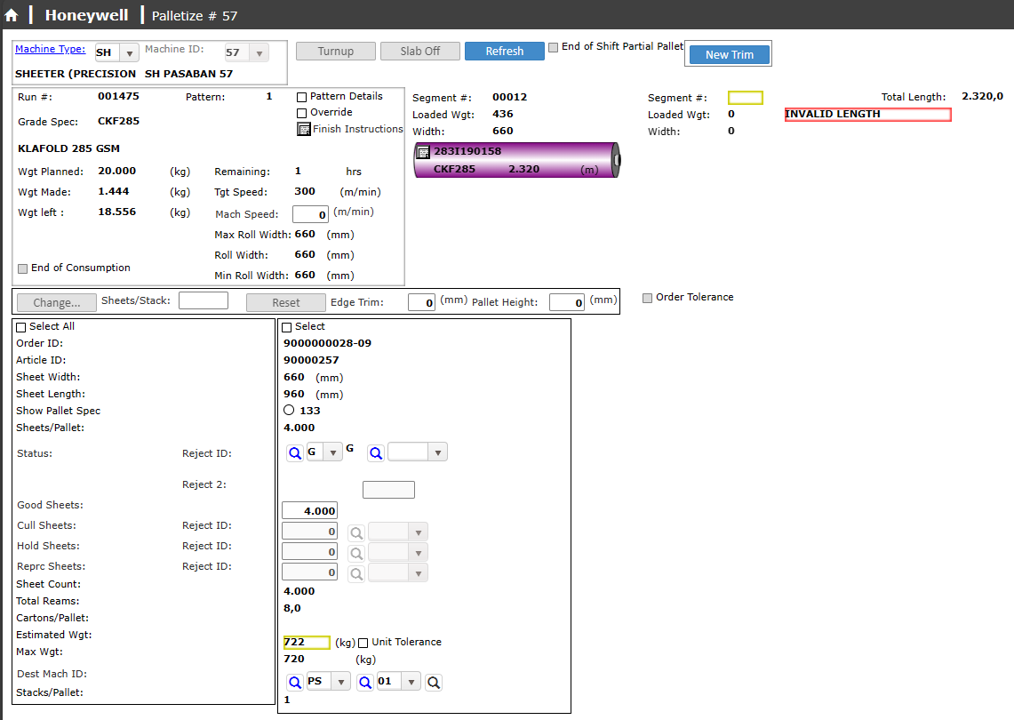 Honeywell Palletize # 57
Machine Type: SH Machine ID: 57
SHEETER (PRECISION SH PASABAN 57
Turnup Slab Off Refresh End of Shift Partial Pallet New Trim
Run #: 001475 Pattern: 1 Pattern Details
Override
Grade Spec: CKF285 Finish Instructions
KLAFOLD 285 GSM
Wgt Planned: 20.000 (kg) Remaining: 1 hrs
Wgt Made: 1.444 (kg) Tgt Speed: 300 (m/min)
Wgt left : 18.556 (kg) Mach Speed: 0 (m/min)
Max Roll Width: 660 (mm)
Roll Width: 660 (mm)
End of Consumption Min Roll Width: 660 (mm)
Segment #: 00012
Loaded Wgt: 436
Width: 660
283I190158
CKF285 2.320 (m)
Segment #: Total Length: 2.320,0
Loaded Wgt: 0 INVALID LENGTH
Width: 0
Change... Sheets/Stack: Reset Edge Trim: 0 (mm) Pallet Height: 0 (mm) Order Tolerance
Select All Select
Order ID: 9000000028-09
Article ID: 90000257
Sheet Width: 660 (mm)
Sheet Length: 960 (mm)
Show Pallet Spec 133
Sheets/Pallet: 4.000
Status: Reject ID: G G
Reject 2:
Good Sheets: 4.000
Cull Sheets: Reject ID: 0
Hold Sheets: Reject ID: 0
Reprc Sheets: Reject ID: 0
Sheet Count: 4.000
Total Reams: 8,0
Cartons/Pallet:
Estimated Wgt: 722 (kg) Unit Tolerance
Max Wgt: 720 (kg)
Dest Mach ID: PS 01
Stacks/Pallet: 1